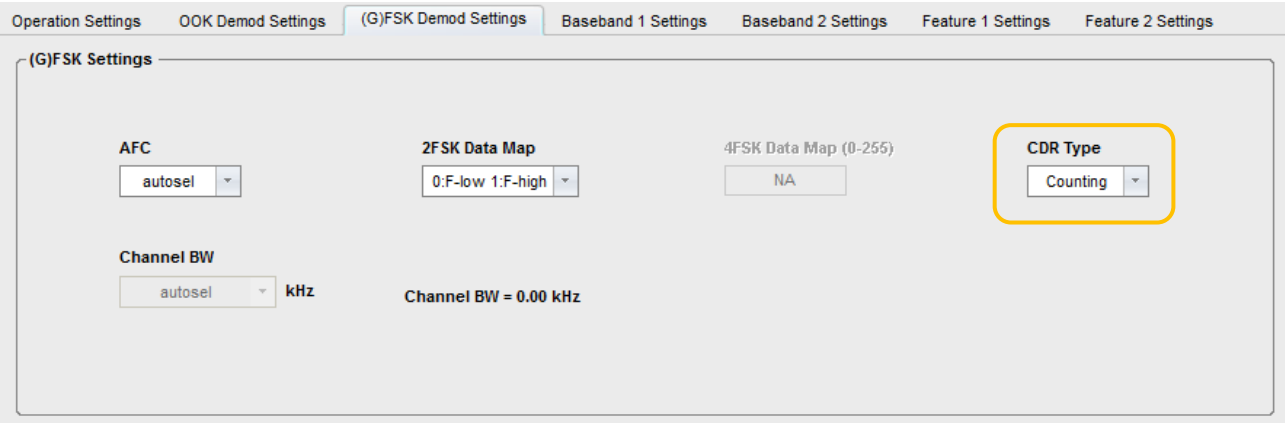 Operation Settings OOK Demod Settings (G)FSK Demod Settings Baseband 1 Settings Baseband 2 Settings Feature 1 Settings Feature 2 Settings
(G)FSK Settings
AFC 2FSK Data Map 4FSK Data Map (0-255) CDR Type
autosel 0:F-low 1:F-high NA Counting
Channel BW
autosel kHz Channel BW = 0.00 kHz